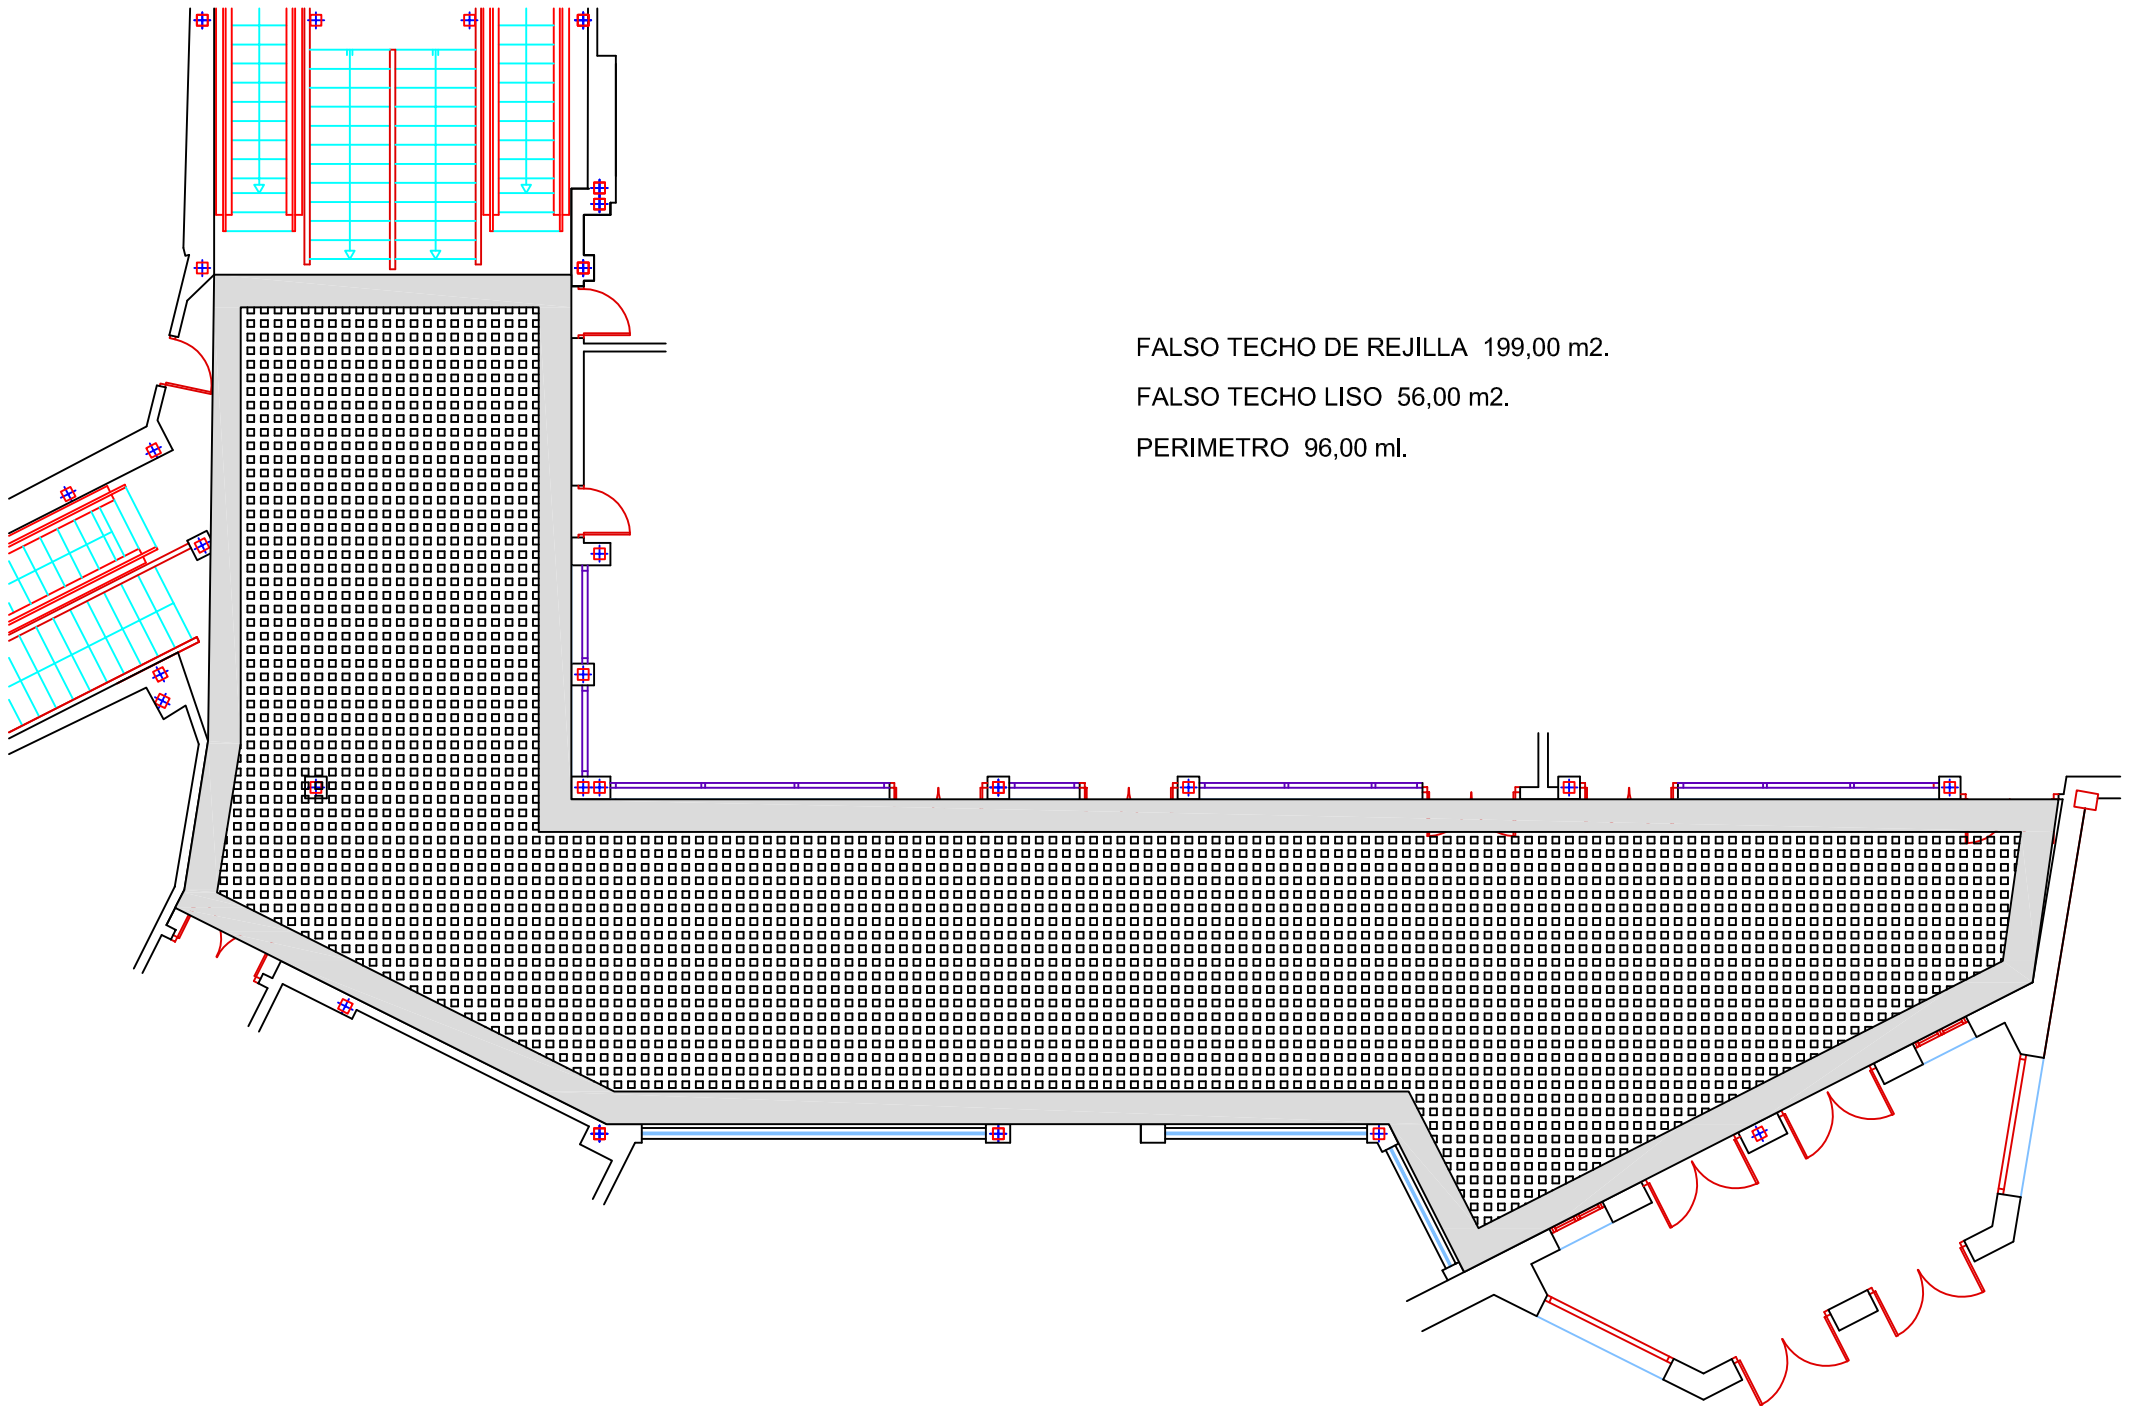 FALSO TECHO DE REJILLA 199,00 m2.
FALSO TECHO LISO 56,00 m2.
PERIMETRO 96,00 ml.